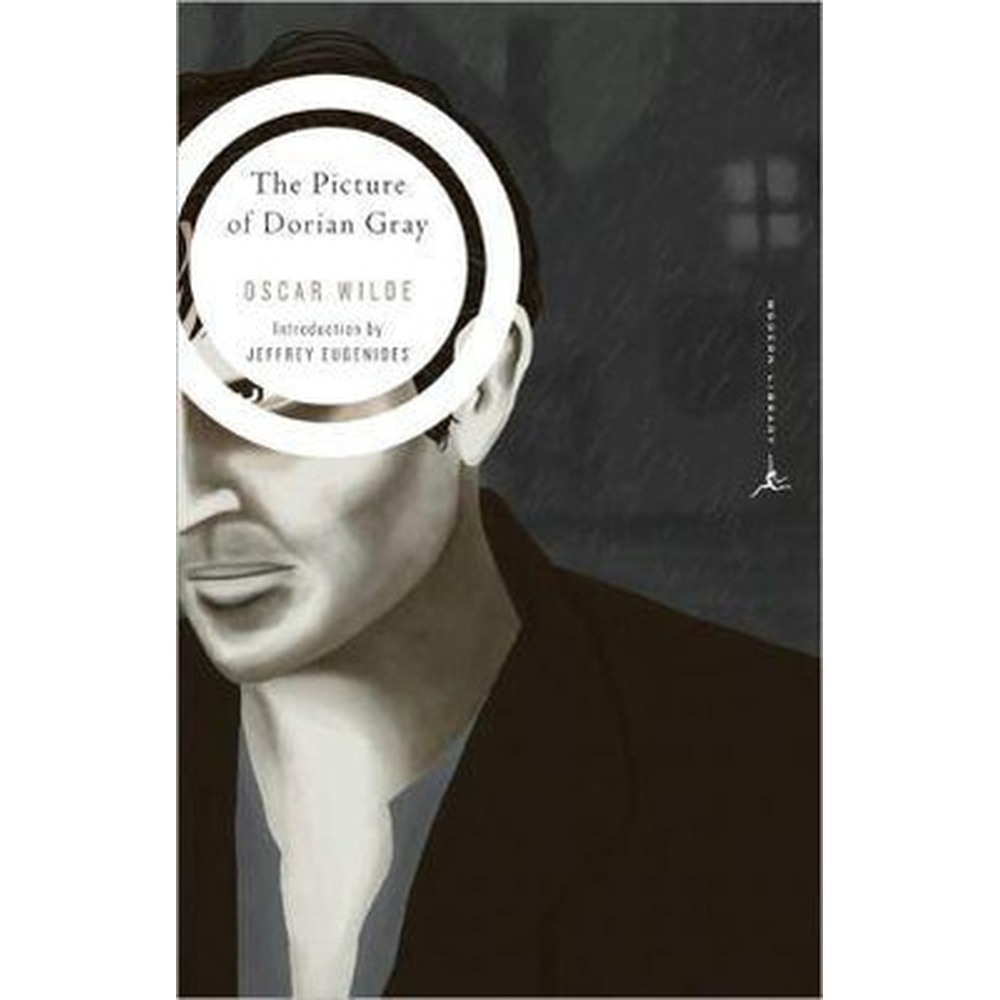 The Picture
of Dorian Gray
OSCAR WILDE
Introduction by
JEFFREY EUGENIDES
MODERN LIBRARY